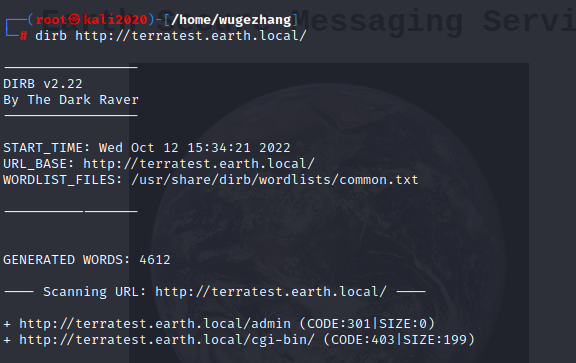 Earth Secure Messaging Servi
┌──(root㉿kali2020)-[/home/wugezhang]
└─# dirb http://terratest.earth.local/
-----------------
DIRB v2.22
By The Dark Raver
-----------------
START_TIME: Wed Oct 12 15:34:21 2022
URL_BASE: http://terratest.earth.local/
WORDLIST_FILES: /usr/share/dirb/wordlists/common.txt
-----------------
GENERATED WORDS: 4612
---- Scanning URL: http://terratest.earth.local/ ----
+ http://terratest.earth.local/admin (CODE:301|SIZE:0)
+ http://terratest.earth.local/cgi-bin/ (CODE:403|SIZE:199)